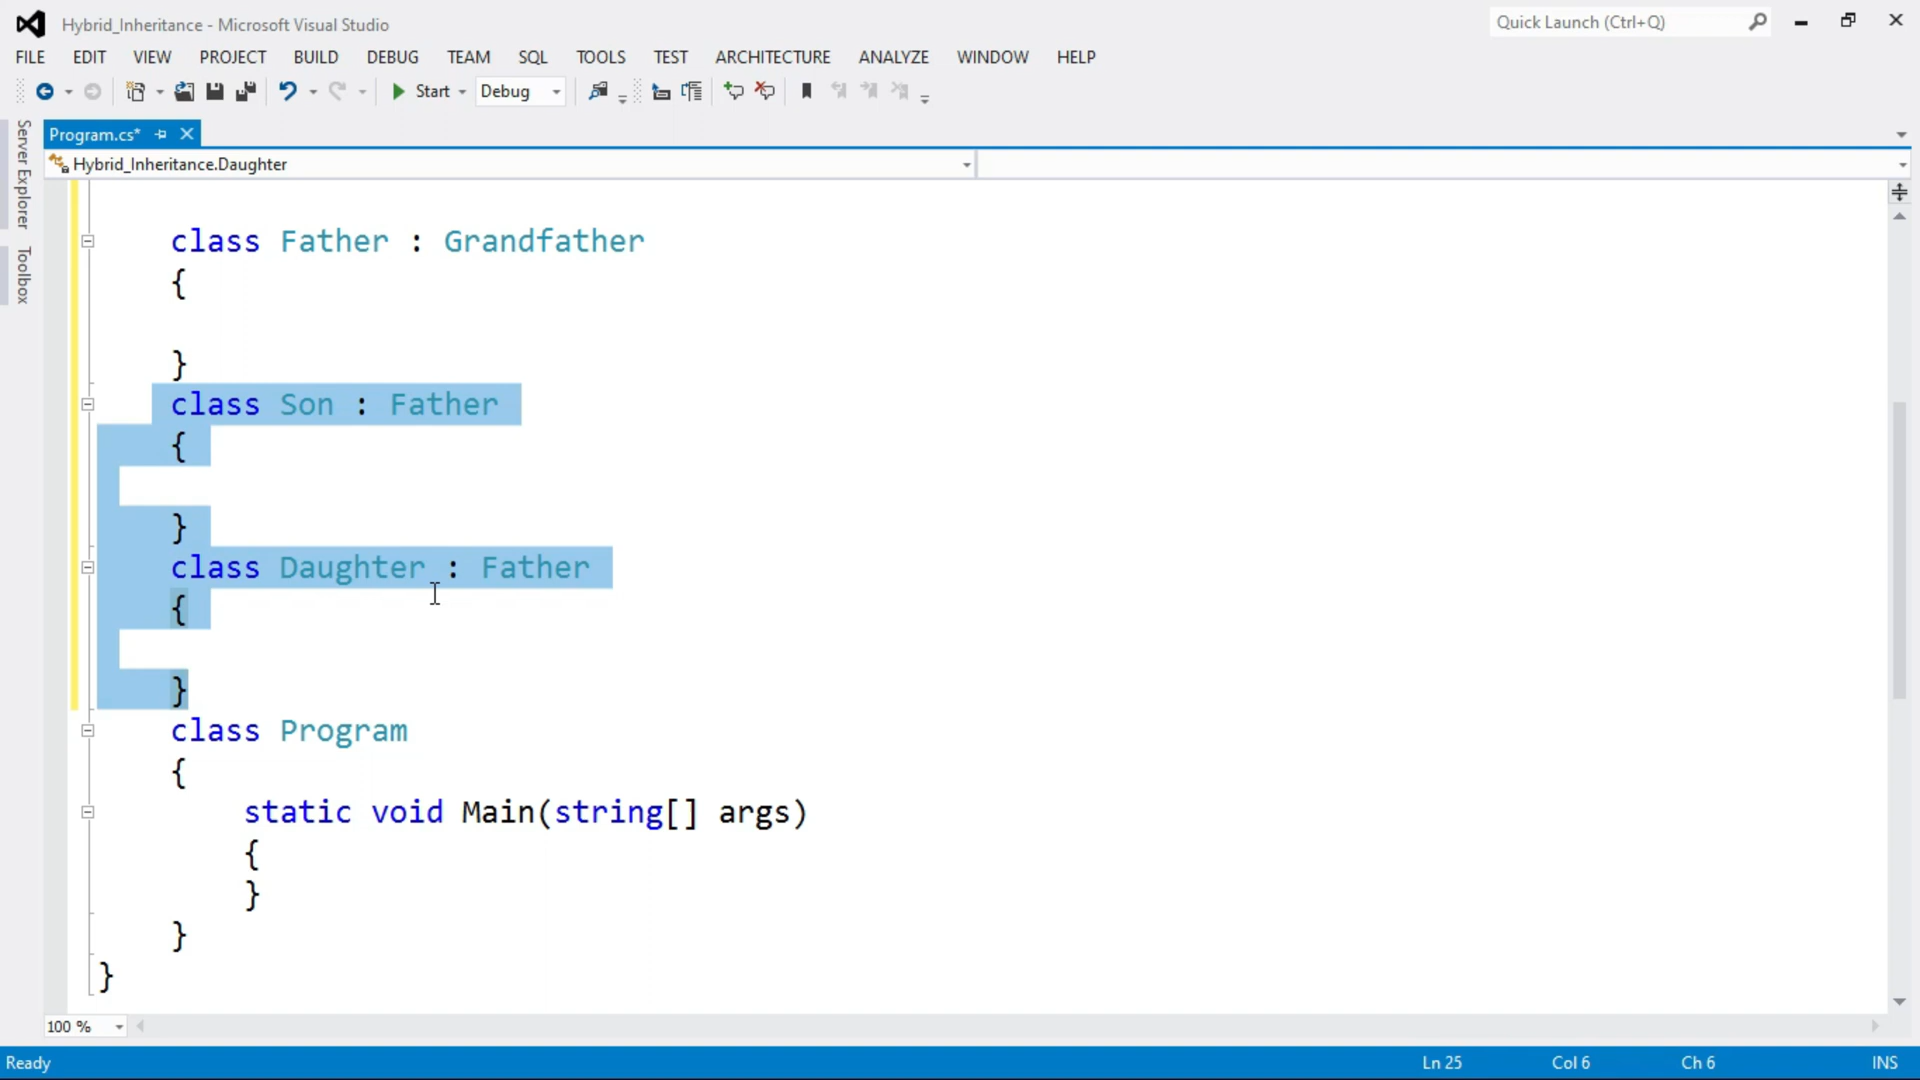 Hybrid_Inheritance - Microsoft Visual Studio
Quick Launch (Ctrl+Q)
FILE EDIT VIEW PROJECT BUILD DEBUG TEAM SQL TOOLS TEST ARCHITECTURE ANALYZE WINDOW HELP
Start Debug
Server Explorer
Toolbox
Program.cs*
Hybrid_Inheritance.Daughter
class Father : Grandfather
{
}
class Son : Father
{
}
class Daughter : Father
{
}
class Program
{
static void Main(string[] args)
{
}
}
}
100 %
Ready Ln 25 Col 6 Ch 6 INS